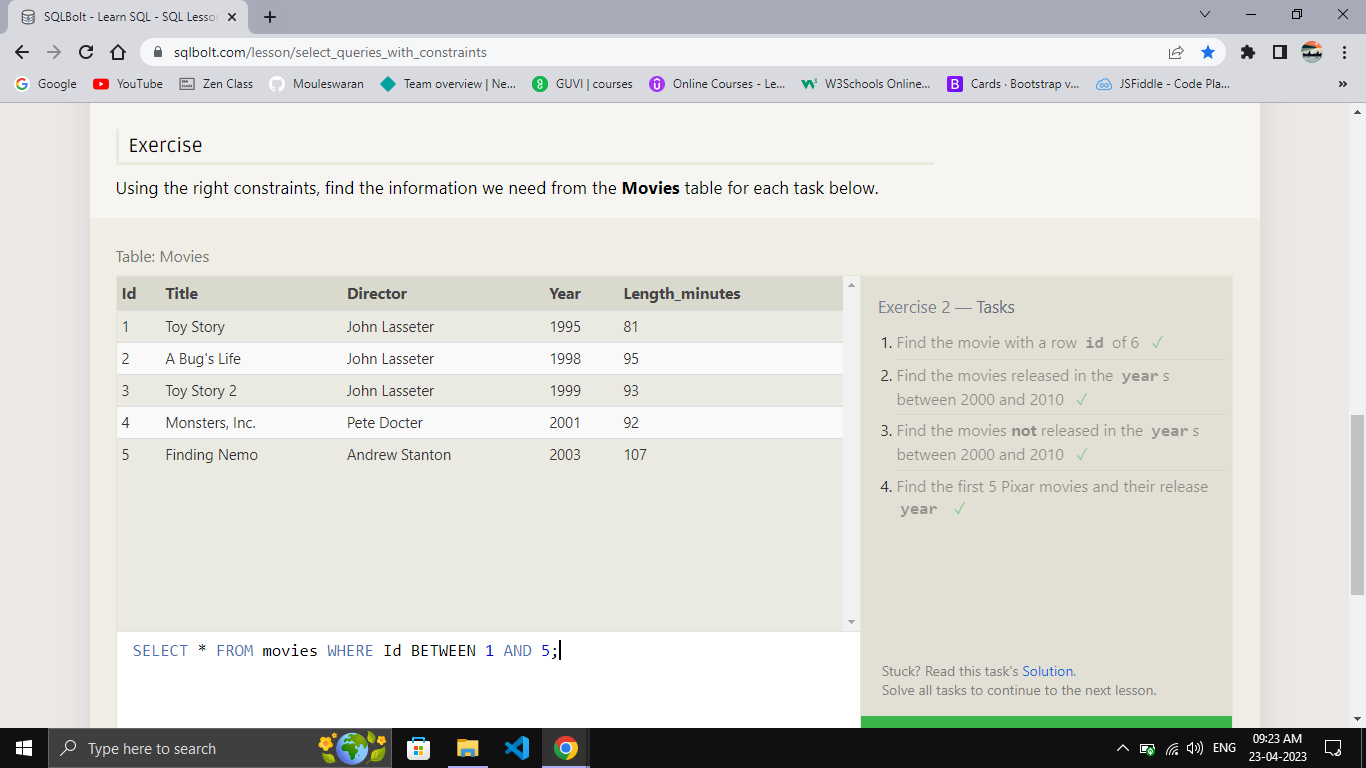 SQLBolt - Learn SQL - SQL Lesson
sqlbolt.com/lesson/select_queries_with_constraints
Google YouTube Zen Class Mouleswaran Team overview | Ne... GUVI | courses Online Courses - Le... W3Schools Online... Cards · Bootstrap v... JSFiddle - Code Pla... »
Exercise
Using the right constraints, find the information we need from the Movies table for each task below.
Table: Movies
Id Title Director Year Length_minutes
1 Toy Story John Lasseter 1995 81
2 A Bug's Life John Lasseter 1998 95
3 Toy Story 2 John Lasseter 1999 93
4 Monsters, Inc. Pete Docter 2001 92
5 Finding Nemo Andrew Stanton 2003 107
SELECT * FROM movies WHERE Id BETWEEN 1 AND 5;
Exercise 2 — Tasks
1. Find the movie with a row id of 6 ✓
2. Find the movies released in the year s
between 2000 and 2010 ✓
3. Find the movies not released in the year s
between 2000 and 2010 ✓
4. Find the first 5 Pixar movies and their release
year ✓
Stuck? Read this task's Solution.
Solve all tasks to continue to the next lesson.
Type here to search
ENG
09:23 AM
23-04-2023